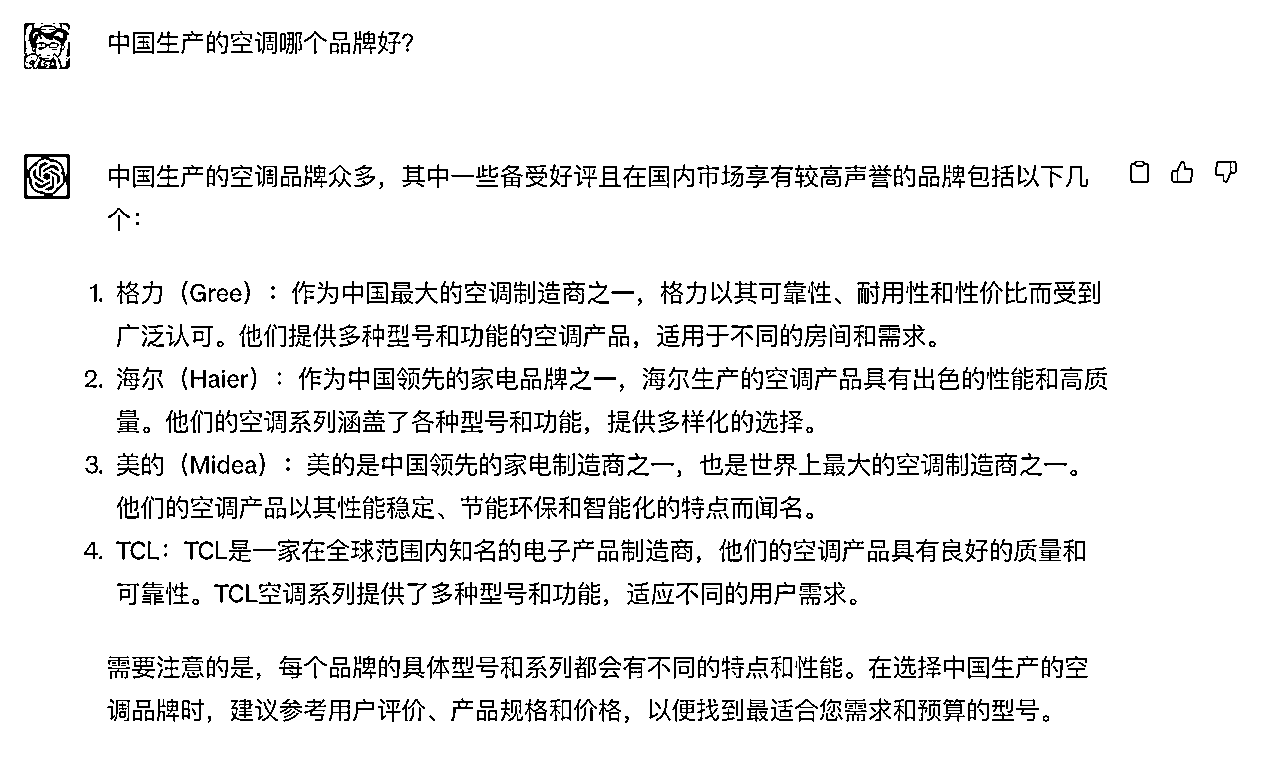 中国生产的空调哪个品牌好?
中国生产的空调品牌众多，其中一些备受好评且在国内市场享有较高声誉的品牌包括以下几
个：
1. 格力（Gree）：作为中国最大的空调制造商之一，格力以其可靠性、耐用性和性价比而受到
广泛认可。他们提供多种型号和功能的空调产品，适用于不同的房间和需求。
2. 海尔（Haier）：作为中国领先的家电品牌之一，海尔生产的空调产品具有出色的性能和高质
量。他们的空调系列涵盖了各种型号和功能，提供多样化的选择。
3. 美的（Midea）：美的是中国领先的家电制造商之一，也是世界上最大的空调制造商之一。
他们的空调产品以其性能稳定、节能环保和智能化的特点而闻名。
4. TCL：TCL是一家在全球范围内知名的电子产品制造商，他们的空调产品具有良好的质量和
可靠性。TCL空调系列提供了多种型号和功能，适应不同的用户需求。
需要注意的是，每个品牌的具体型号和系列都会有不同的特点和性能。在选择中国生产的空
调品牌时，建议参考用户评价、产品规格和价格，以便找到最适合您需求和预算的型号。